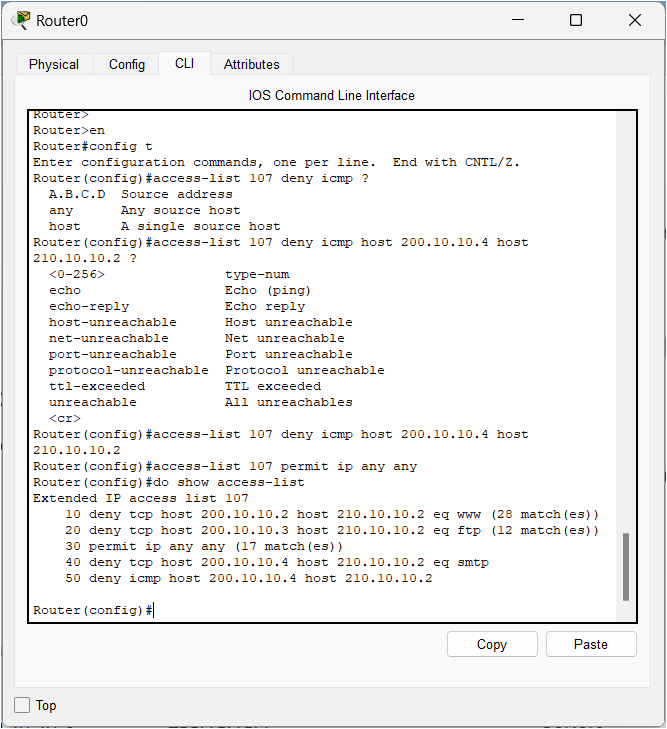 Router0
Physical Config CLI Attributes
IOS Command Line Interface
Router>
Router>en
Router#config t
Enter configuration commands, one per line.  End with CNTL/Z.
Router(config)#access-list 107 deny icmp ?
  A.B.C.D  Source address
  any      Any source host
  host     A single source host
Router(config)#access-list 107 deny icmp host 200.10.10.4 host
210.10.10.2 ?
  <0-256>               type-num
  echo                  Echo (ping)
  echo-reply            Echo reply
  host-unreachable      Host unreachable
  net-unreachable       Net unreachable
  port-unreachable      Port unreachable
  protocol-unreachable  Protocol unreachable
  ttl-exceeded          TTL exceeded
  unreachable           All unreachables
  <cr>
Router(config)#access-list 107 deny icmp host 200.10.10.4 host
210.10.10.2
Router(config)#access-list 107 permit ip any any
Router(config)#do show access-list
Extended IP access list 107
    10 deny tcp host 200.10.10.2 host 210.10.10.2 eq www (28 match(es))
    20 deny tcp host 200.10.10.3 host 210.10.10.2 eq ftp (12 match(es))
    30 permit ip any any (17 match(es))
    40 deny tcp host 200.10.10.4 host 210.10.10.2 eq smtp
    50 deny icmp host 200.10.10.4 host 210.10.10.2
Router(config)#
Copy Paste
Top